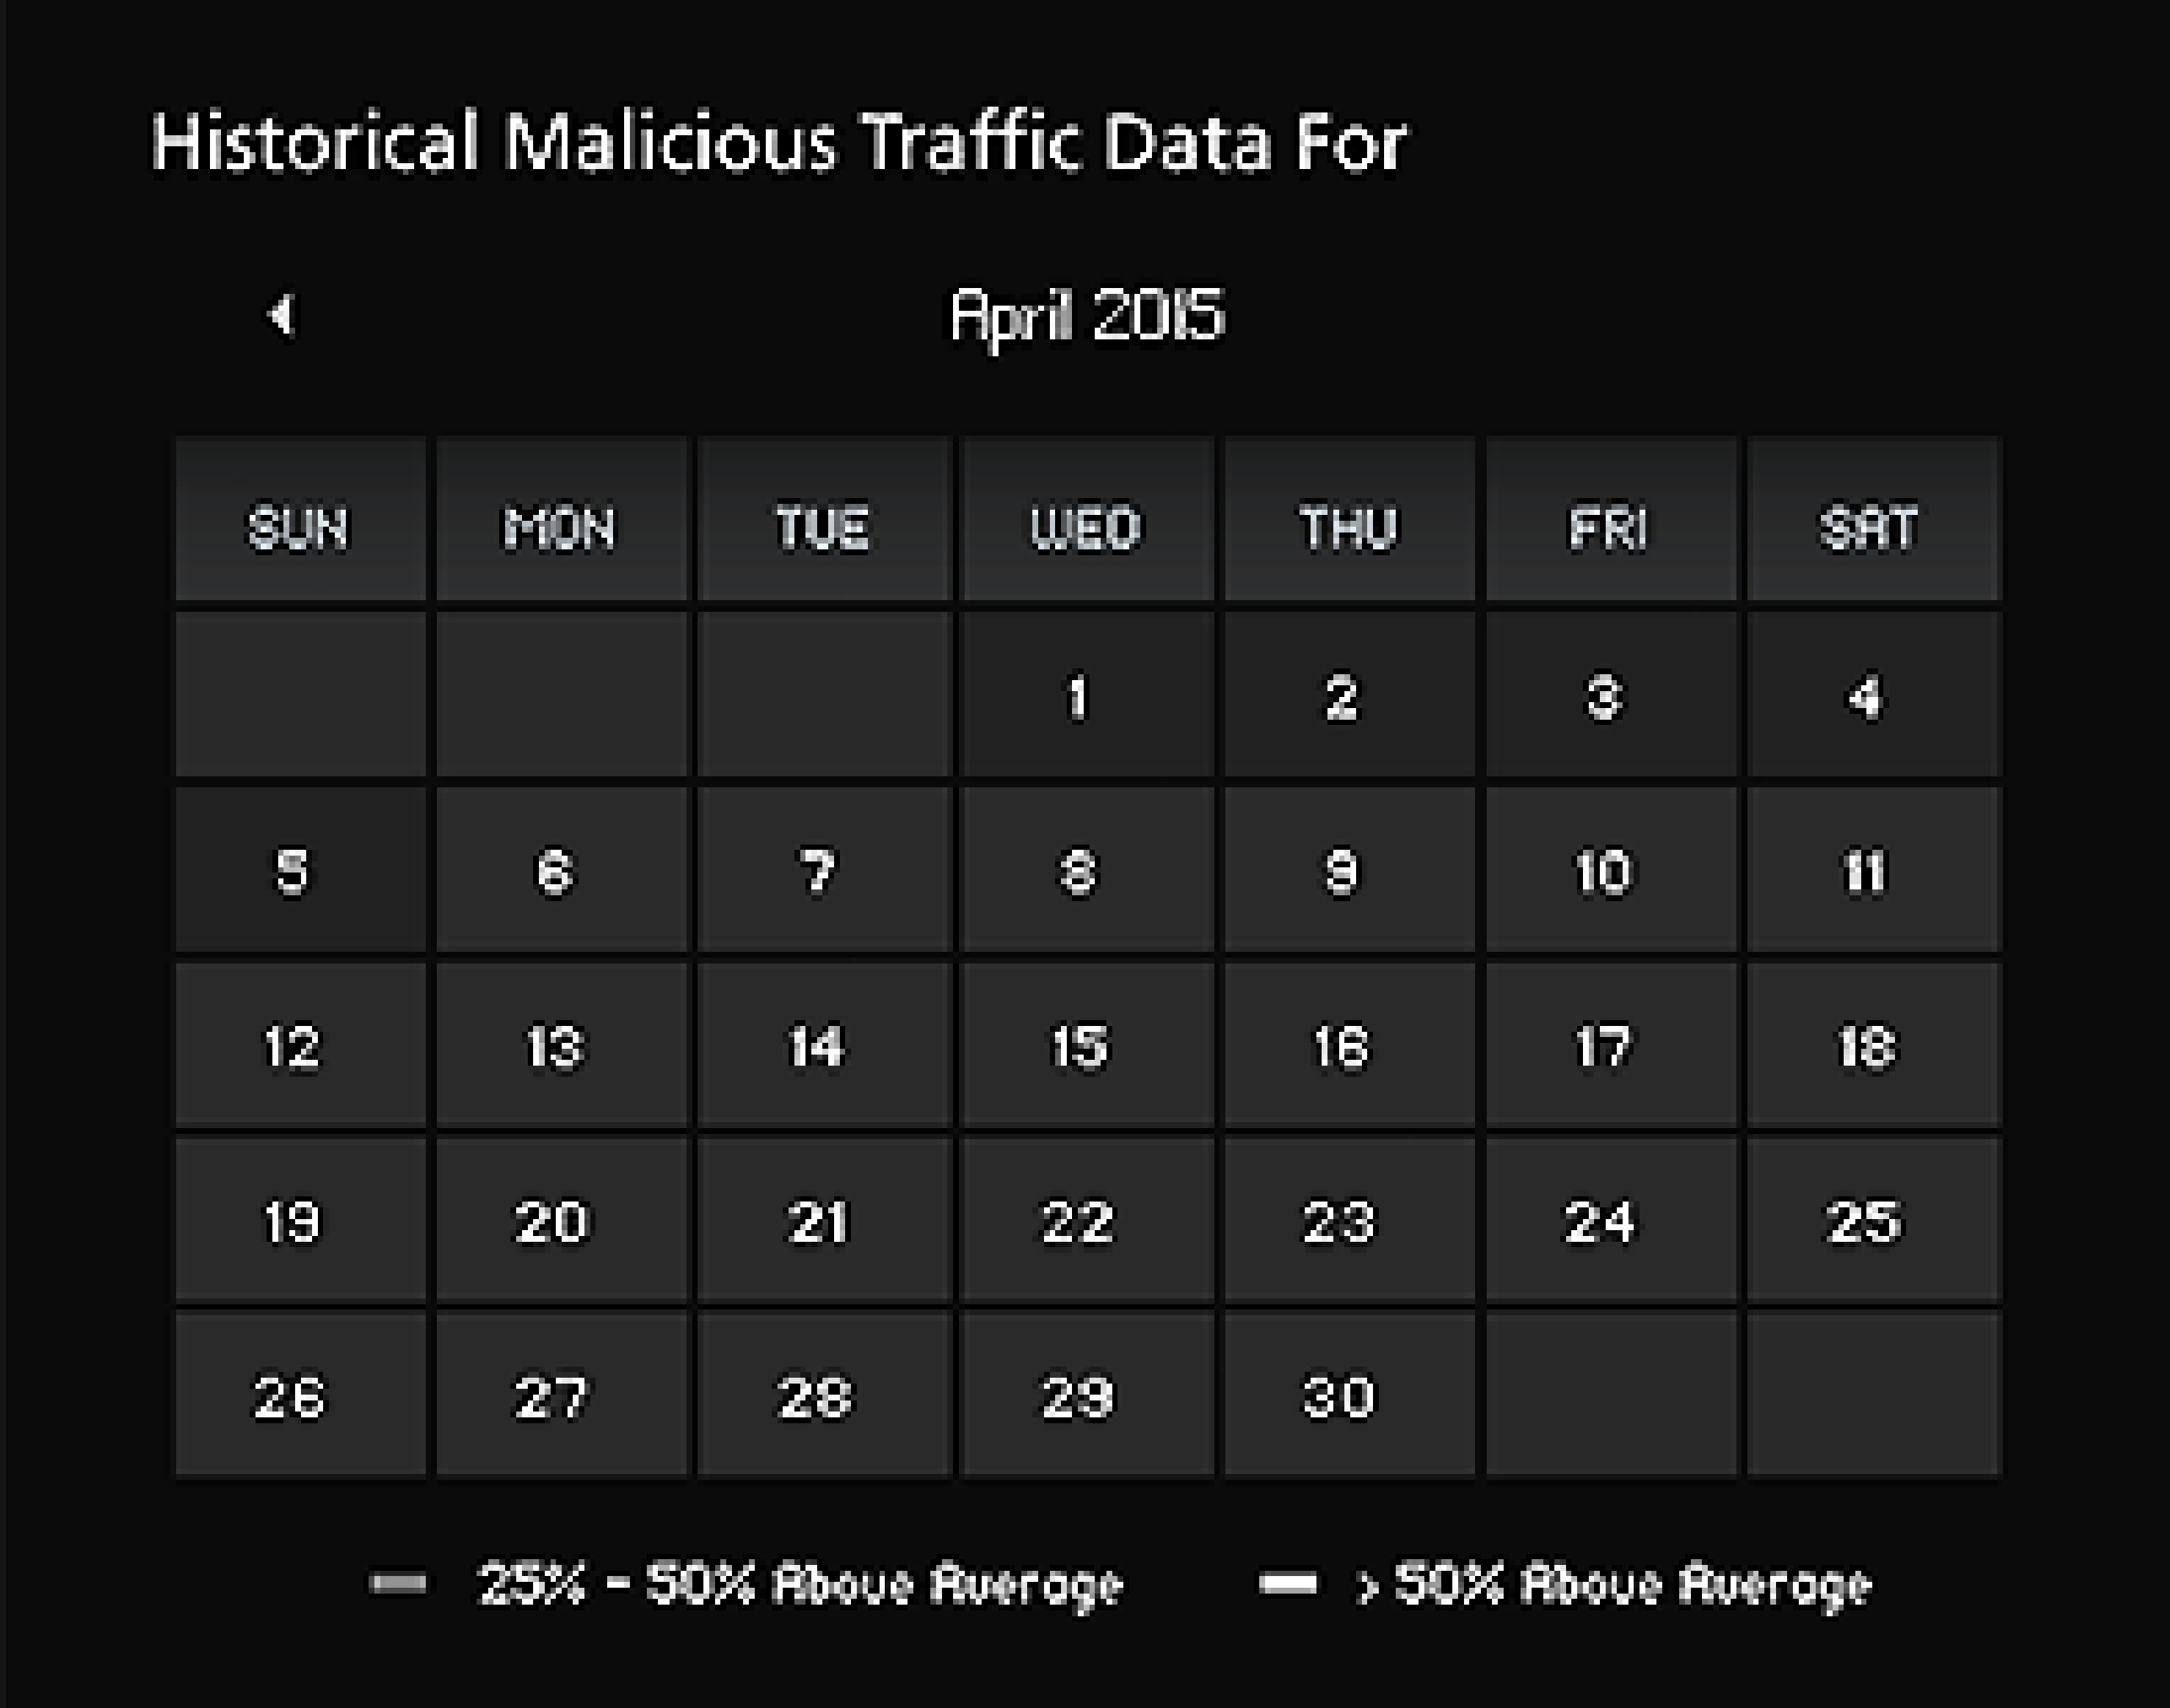 Historical Malicious Traffic Data For
April 2015
SUN MON TUE WED THU FRI SAT
1 2 3 4
5 6 7 8 9 10 11
12 13 14 15 16 17 18
19 20 21 22 23 24 25
26 27 28 29 30
25% - 50% Above Average > 50% Above Average